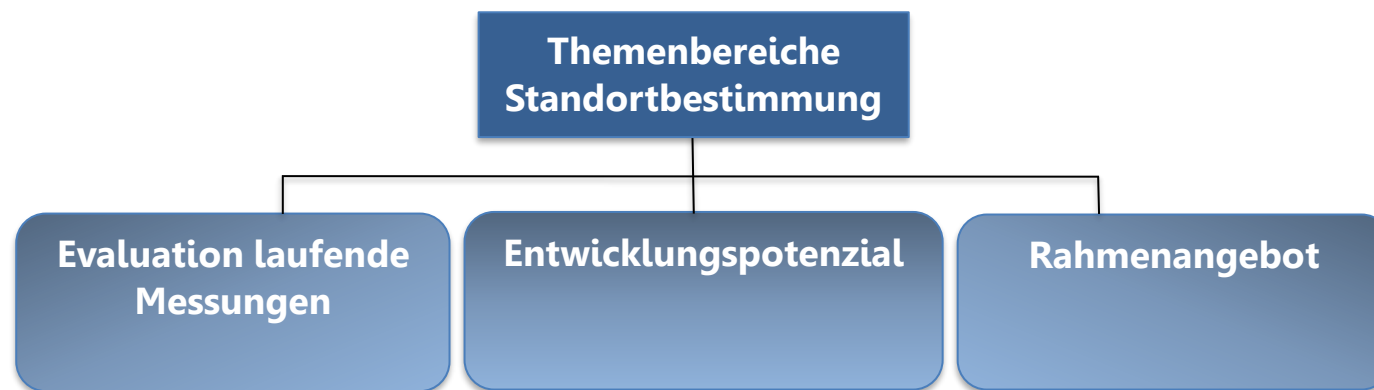 Themenbereiche
Standortbestimmung
Evaluation laufende
Messungen
Entwicklungspotenzial
Rahmenangebot